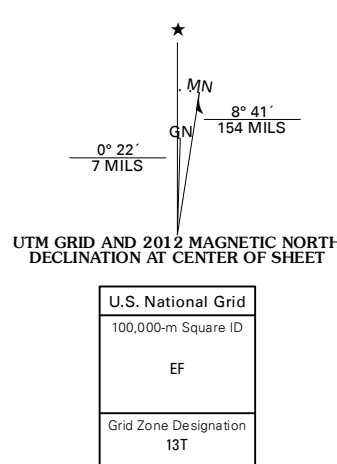 ★
MN
GN
8° 41´
154 MILS
0° 22´
7 MILS
UTM GRID AND 2012 MAGNETIC NORTH
DECLINATION AT CENTER OF SHEET
U.S. National Grid
100,000-m Square ID
EF
Grid Zone Designation
13T